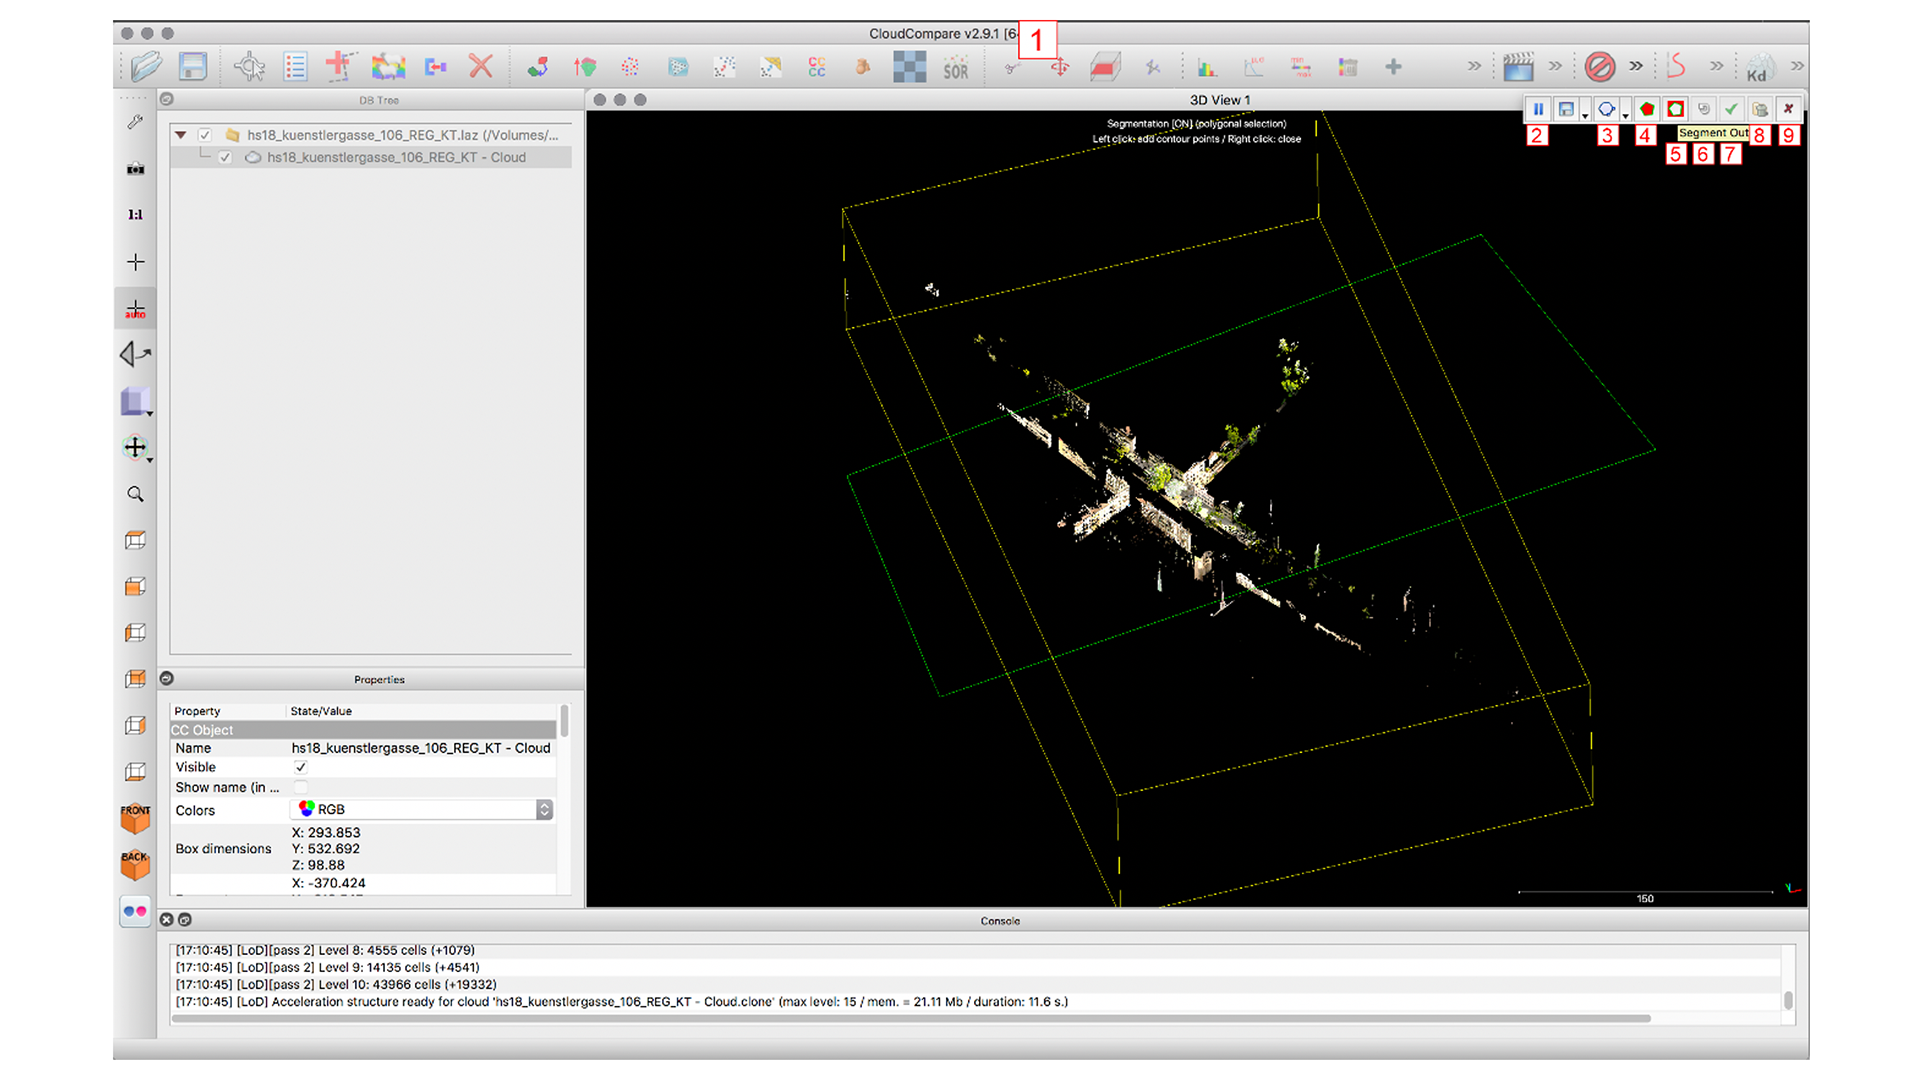 CloudCompare v2.9.1 [6
1
CC
CC
SOR
Kd
DB Tree
3D View 1
hs18_kuenstlergasse_106_REG_KT.laz (/Volumes/...
hs18_kuenstlergasse_106_REG_KT - Cloud
Segmentation [ON] (polygonal selection)
Left click: add contour points / Right click: close
2
3
4
Segment Out
8
9
5
6
7
1:1
auto
FRONT
BACK
Properties
Property State/Value
CC Object
Name hs18_kuenstlergasse_106_REG_KT - Cloud
Visible
Show name (in ...
Colors RGB
Box dimensions
X: 293.853
Y: 532.692
Z: 98.88
X: -370.424
150
Console
[17:10:45] [LoD][pass 2] Level 8: 4555 cells (+1079)
[17:10:45] [LoD][pass 2] Level 9: 14135 cells (+4541)
[17:10:45] [LoD][pass 2] Level 10: 43966 cells (+19332)
[17:10:45] [LoD] Acceleration structure ready for cloud 'hs18_kuenstlergasse_106_REG_KT - Cloud.clone' (max level: 15 / mem. = 21.11 Mb / duration: 11.6 s.)